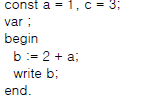 const a = 1, c = 3;
var ;
begin
b := 2 + a;
write b;
end.